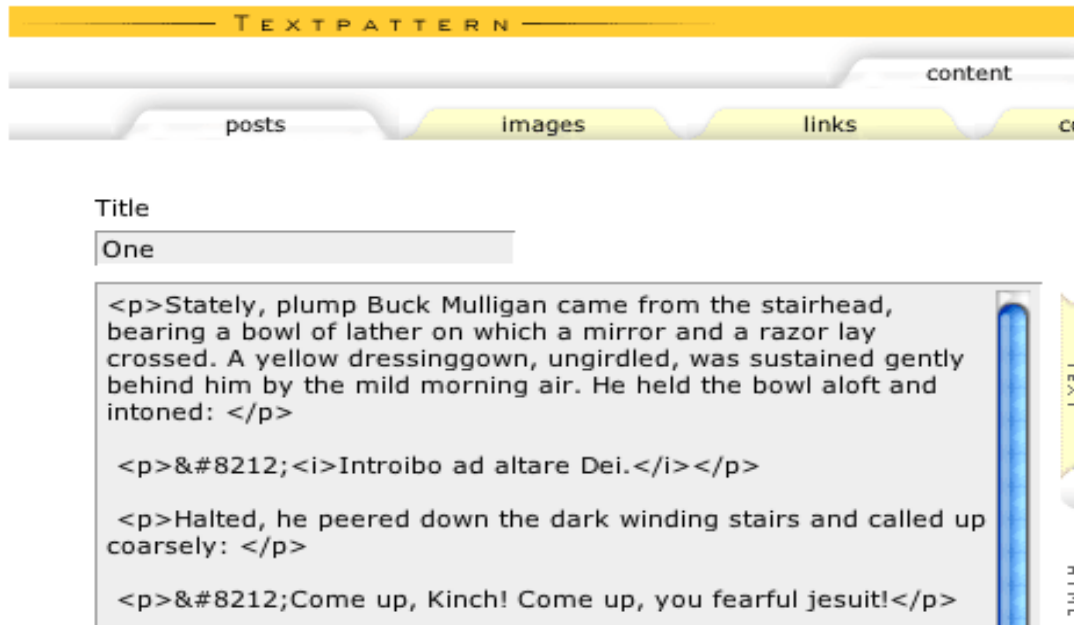 TEXTPATTERN
content
posts images links
Title
One
<p>Stately, plump Buck Mulligan came from the stairhead,
bearing a bowl of lather on which a mirror and a razor lay
crossed. A yellow dressinggown, ungirdled, was sustained gently
behind him by the mild morning air. He held the bowl aloft and
intoned: </p>
<p>&#8212;<i>Introibo ad altare Dei.</i></p>
<p>Halted, he peered down the dark winding stairs and called up
coarsely: </p>
<p>&#8212;Come up, Kinch! Come up, you fearful jesuit!</p>
TEXT